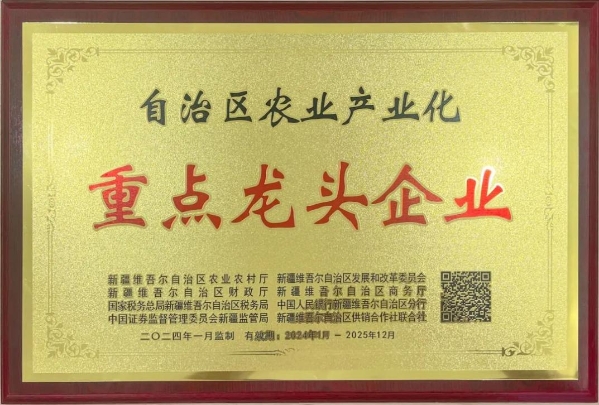 自治区农业产业化
重点龙头企业
新疆维吾尔自治区农业农村厅 新疆维吾尔自治区发展和改革委员会
新疆维吾尔自治区财政厅 新疆维吾尔自治区商务厅
国家税务总局新疆维吾尔自治区税务局 中国人民银行新疆维吾尔自治区分行
中国证券监督管理委员会新疆监管局 新疆维吾尔自治区供销合作社联合社
二〇二四年一月监制 有效期：2024年1月－2025年12月